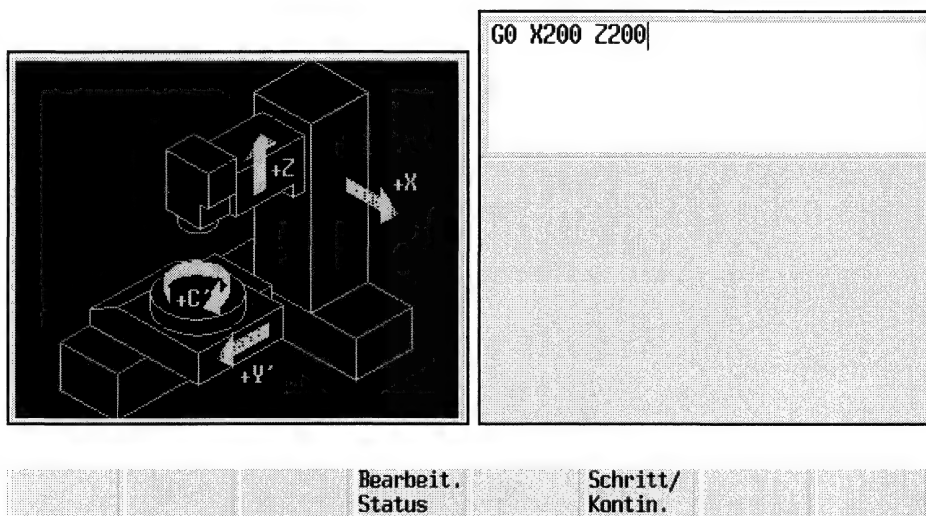 G0 X200 Z200
+Z
+X
+C'
+Y'
Bearbeit.
Status
Schritt/
Kontin.